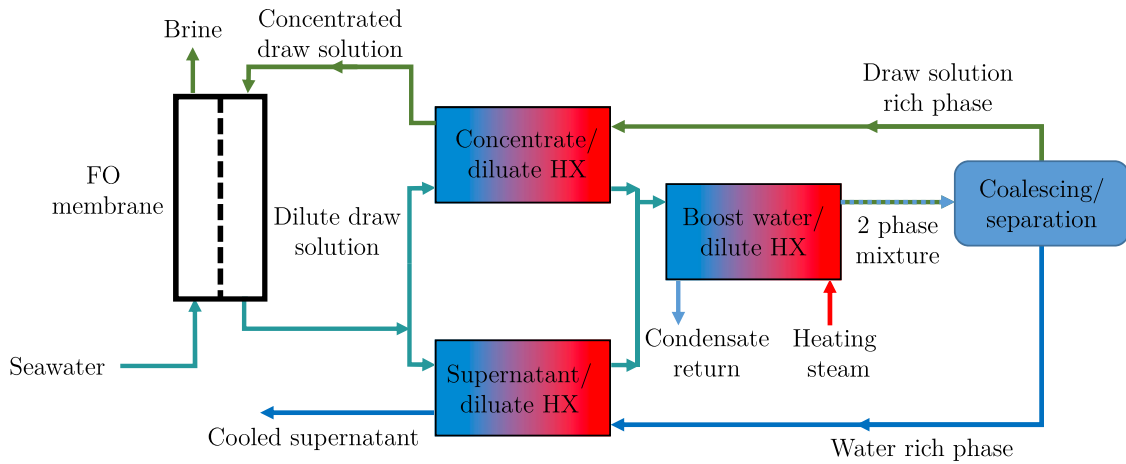 Brine
Concentrated
draw solution
Draw solution
rich phase
Concentrate/
diluate HX
FO
membrane
Dilute draw
solution
Boost water/
dilute HX
2 phase
mixture
Coalescing/
separation
Seawater
Condensate
return
Heating
steam
Supernatant/
diluate HX
Cooled supernatant
Water rich phase